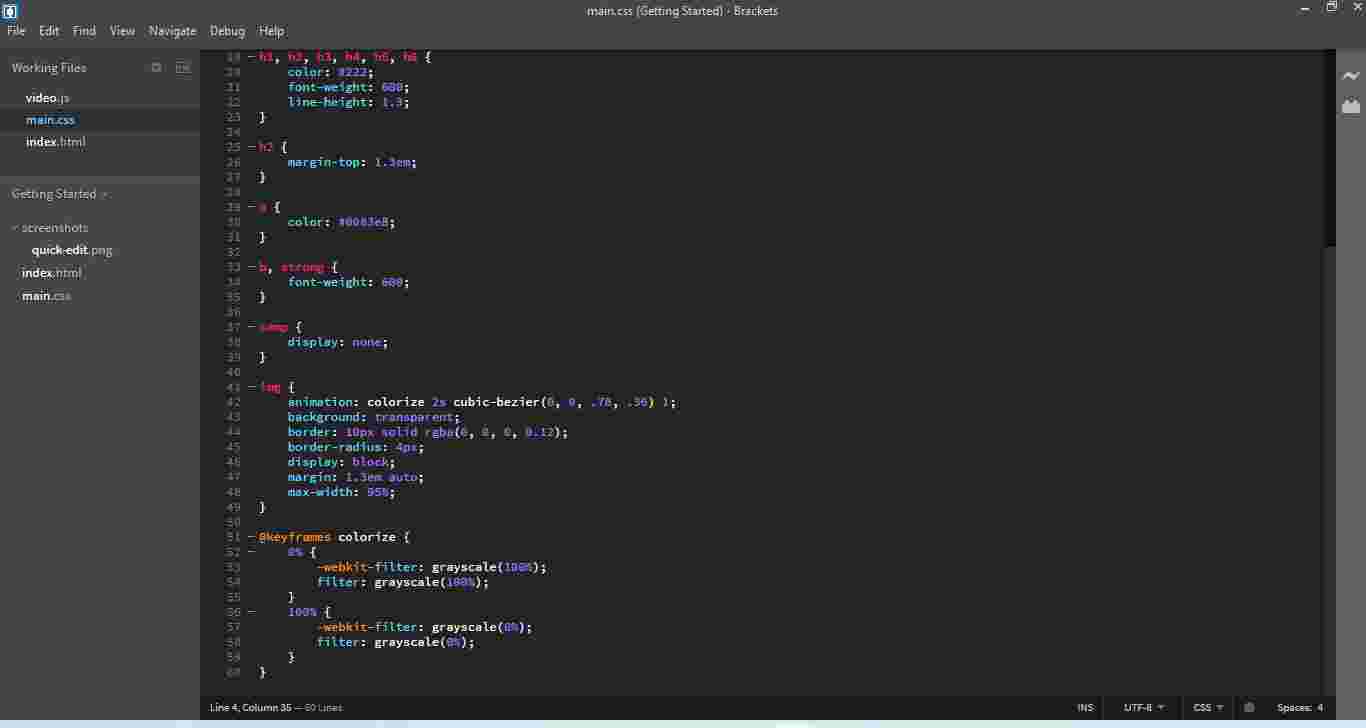 main.css (Getting Started) - Brackets
File Edit Find View Navigate Debug Help
Working Files
video.js
main.css
index.html
Getting Started
screenshots
quick-edit.png
index.html
main.css
19 h1, h2, h3, h4, h5, h6 {
20 color: #222;
21 font-weight: 600;
22 line-height: 1.3;
23 }
24
25 h2 {
26 margin-top: 1.3em;
27 }
28
29 a {
30 color: #0083e8;
31 }
32
33 b, strong {
34 font-weight: 600;
35 }
36
37 samp {
38 display: none;
39 }
40
41 img {
42 animation: colorize 2s cubic-bezier(0, 0, .78, .36) 1;
43 background: transparent;
44 border: 10px solid rgba(0, 0, 0, 0.12);
45 border-radius: 4px;
46 display: block;
47 margin: 1.3em auto;
48 max-width: 95%;
49 }
50
51 @keyframes colorize {
52 0% {
53 -webkit-filter: grayscale(100%);
54 filter: grayscale(100%);
55 }
56 100% {
57 -webkit-filter: grayscale(0%);
58 filter: grayscale(0%);
59 }
60 }
Line 4, Column 35 — 60 Lines
INS UTF-8 CSS Spaces: 4